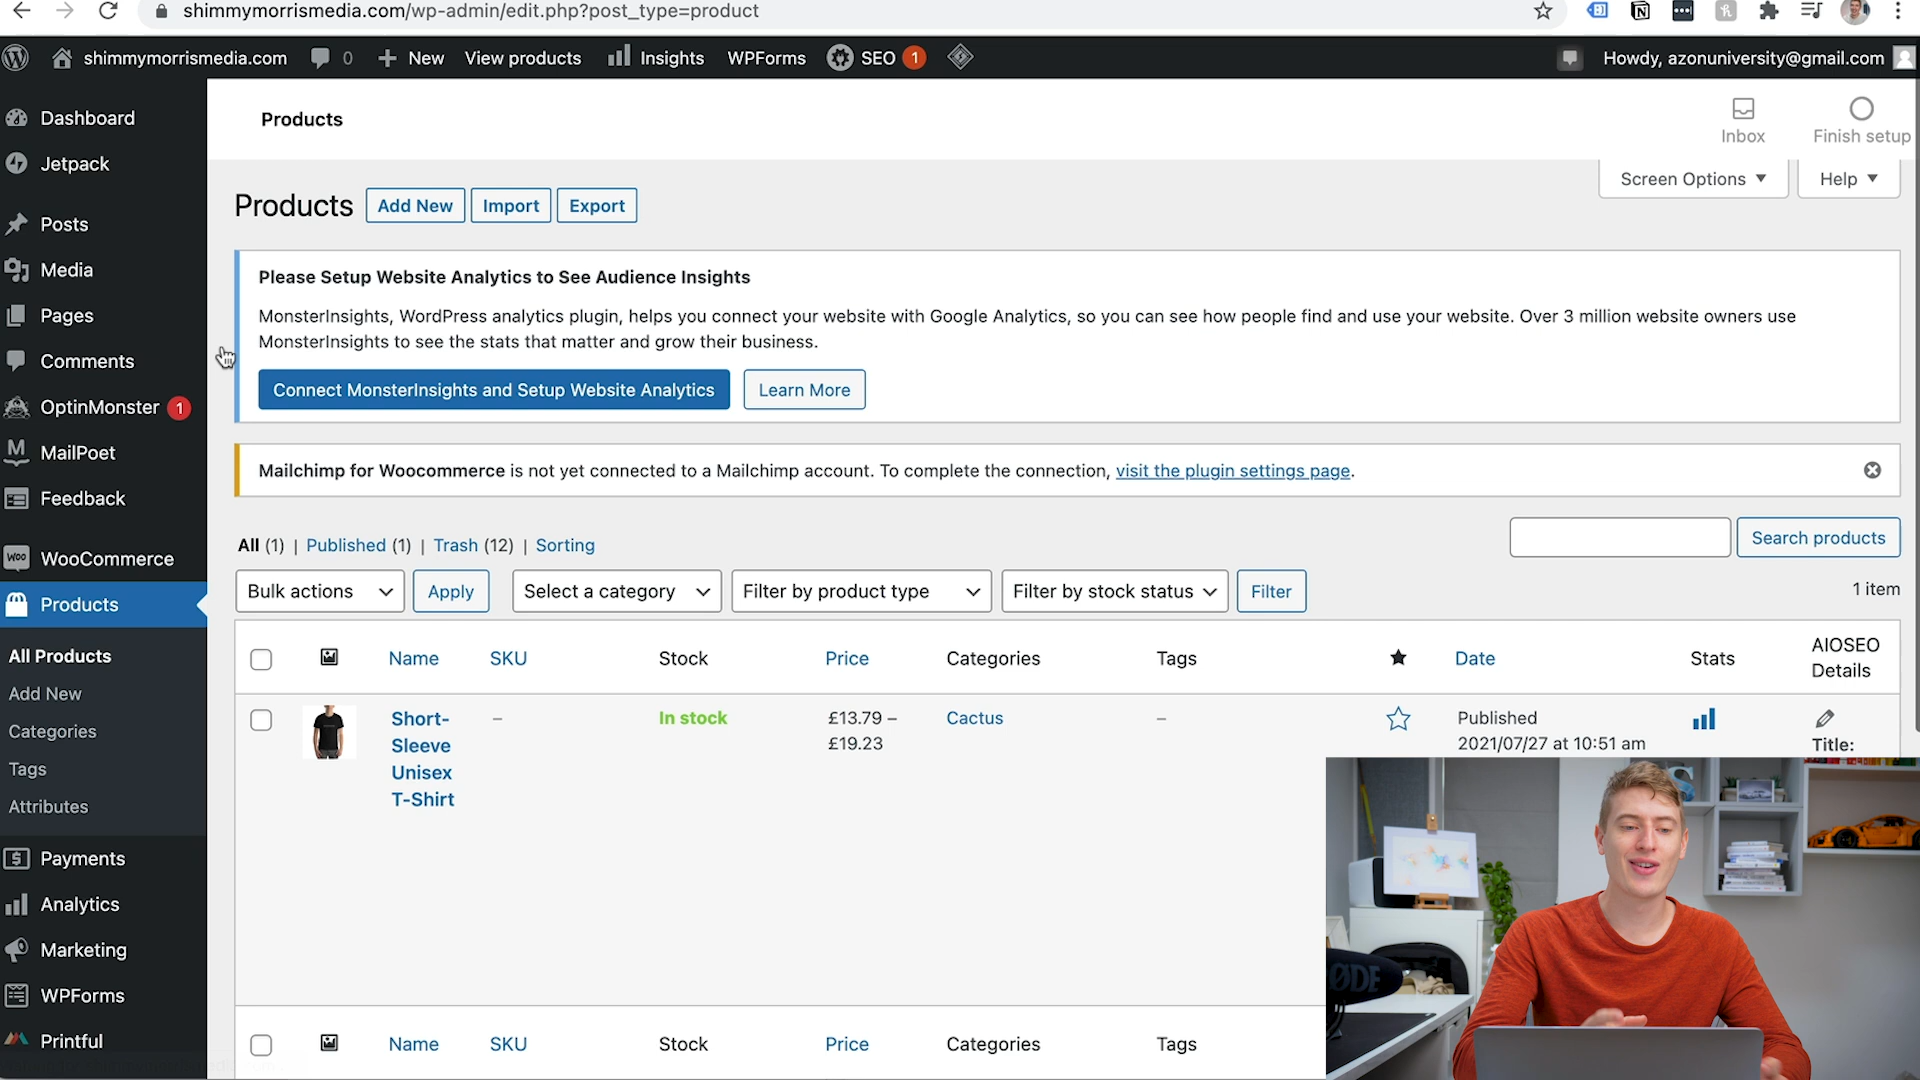 shimmymorrismedia.com/wp-admin/edit.php?post_type=product
shimmymorrismedia.com 0 New View products Insights WPForms SEO 1 Howdy, azonuniversity@gmail.com
Dashboard
Jetpack
Posts
Media
Pages
Comments
OptinMonster 1
MailPoet
Feedback
WooCommerce
Products
All Products
Add New
Categories
Tags
Attributes
Payments
Analytics
Marketing
WPForms
Printful
Products
Inbox
Finish setup
Screen Options Help
Products Add New Import Export
Please Setup Website Analytics to See Audience Insights
MonsterInsights, WordPress analytics plugin, helps you connect your website with Google Analytics, so you can see how people find and use your website. Over 3 million website owners use
MonsterInsights to see the stats that matter and grow their business.
Connect MonsterInsights and Setup Website Analytics Learn More
Mailchimp for Woocommerce is not yet connected to a Mailchimp account. To complete the connection, visit the plugin settings page.
All (1) | Published (1) | Trash (12) | Sorting
Search products
Bulk actions Apply Select a category Filter by product type Filter by stock status Filter
1 item
Name SKU Stock Price Categories Tags Date Stats AIOSEO
Details
Short-
Sleeve
Unisex
T-Shirt
–
In stock
£13.79 –
£19.23
Cactus
–
Published
2021/07/27 at 10:51 am
Title:
Name SKU Stock Price Categories Tags
RØDE